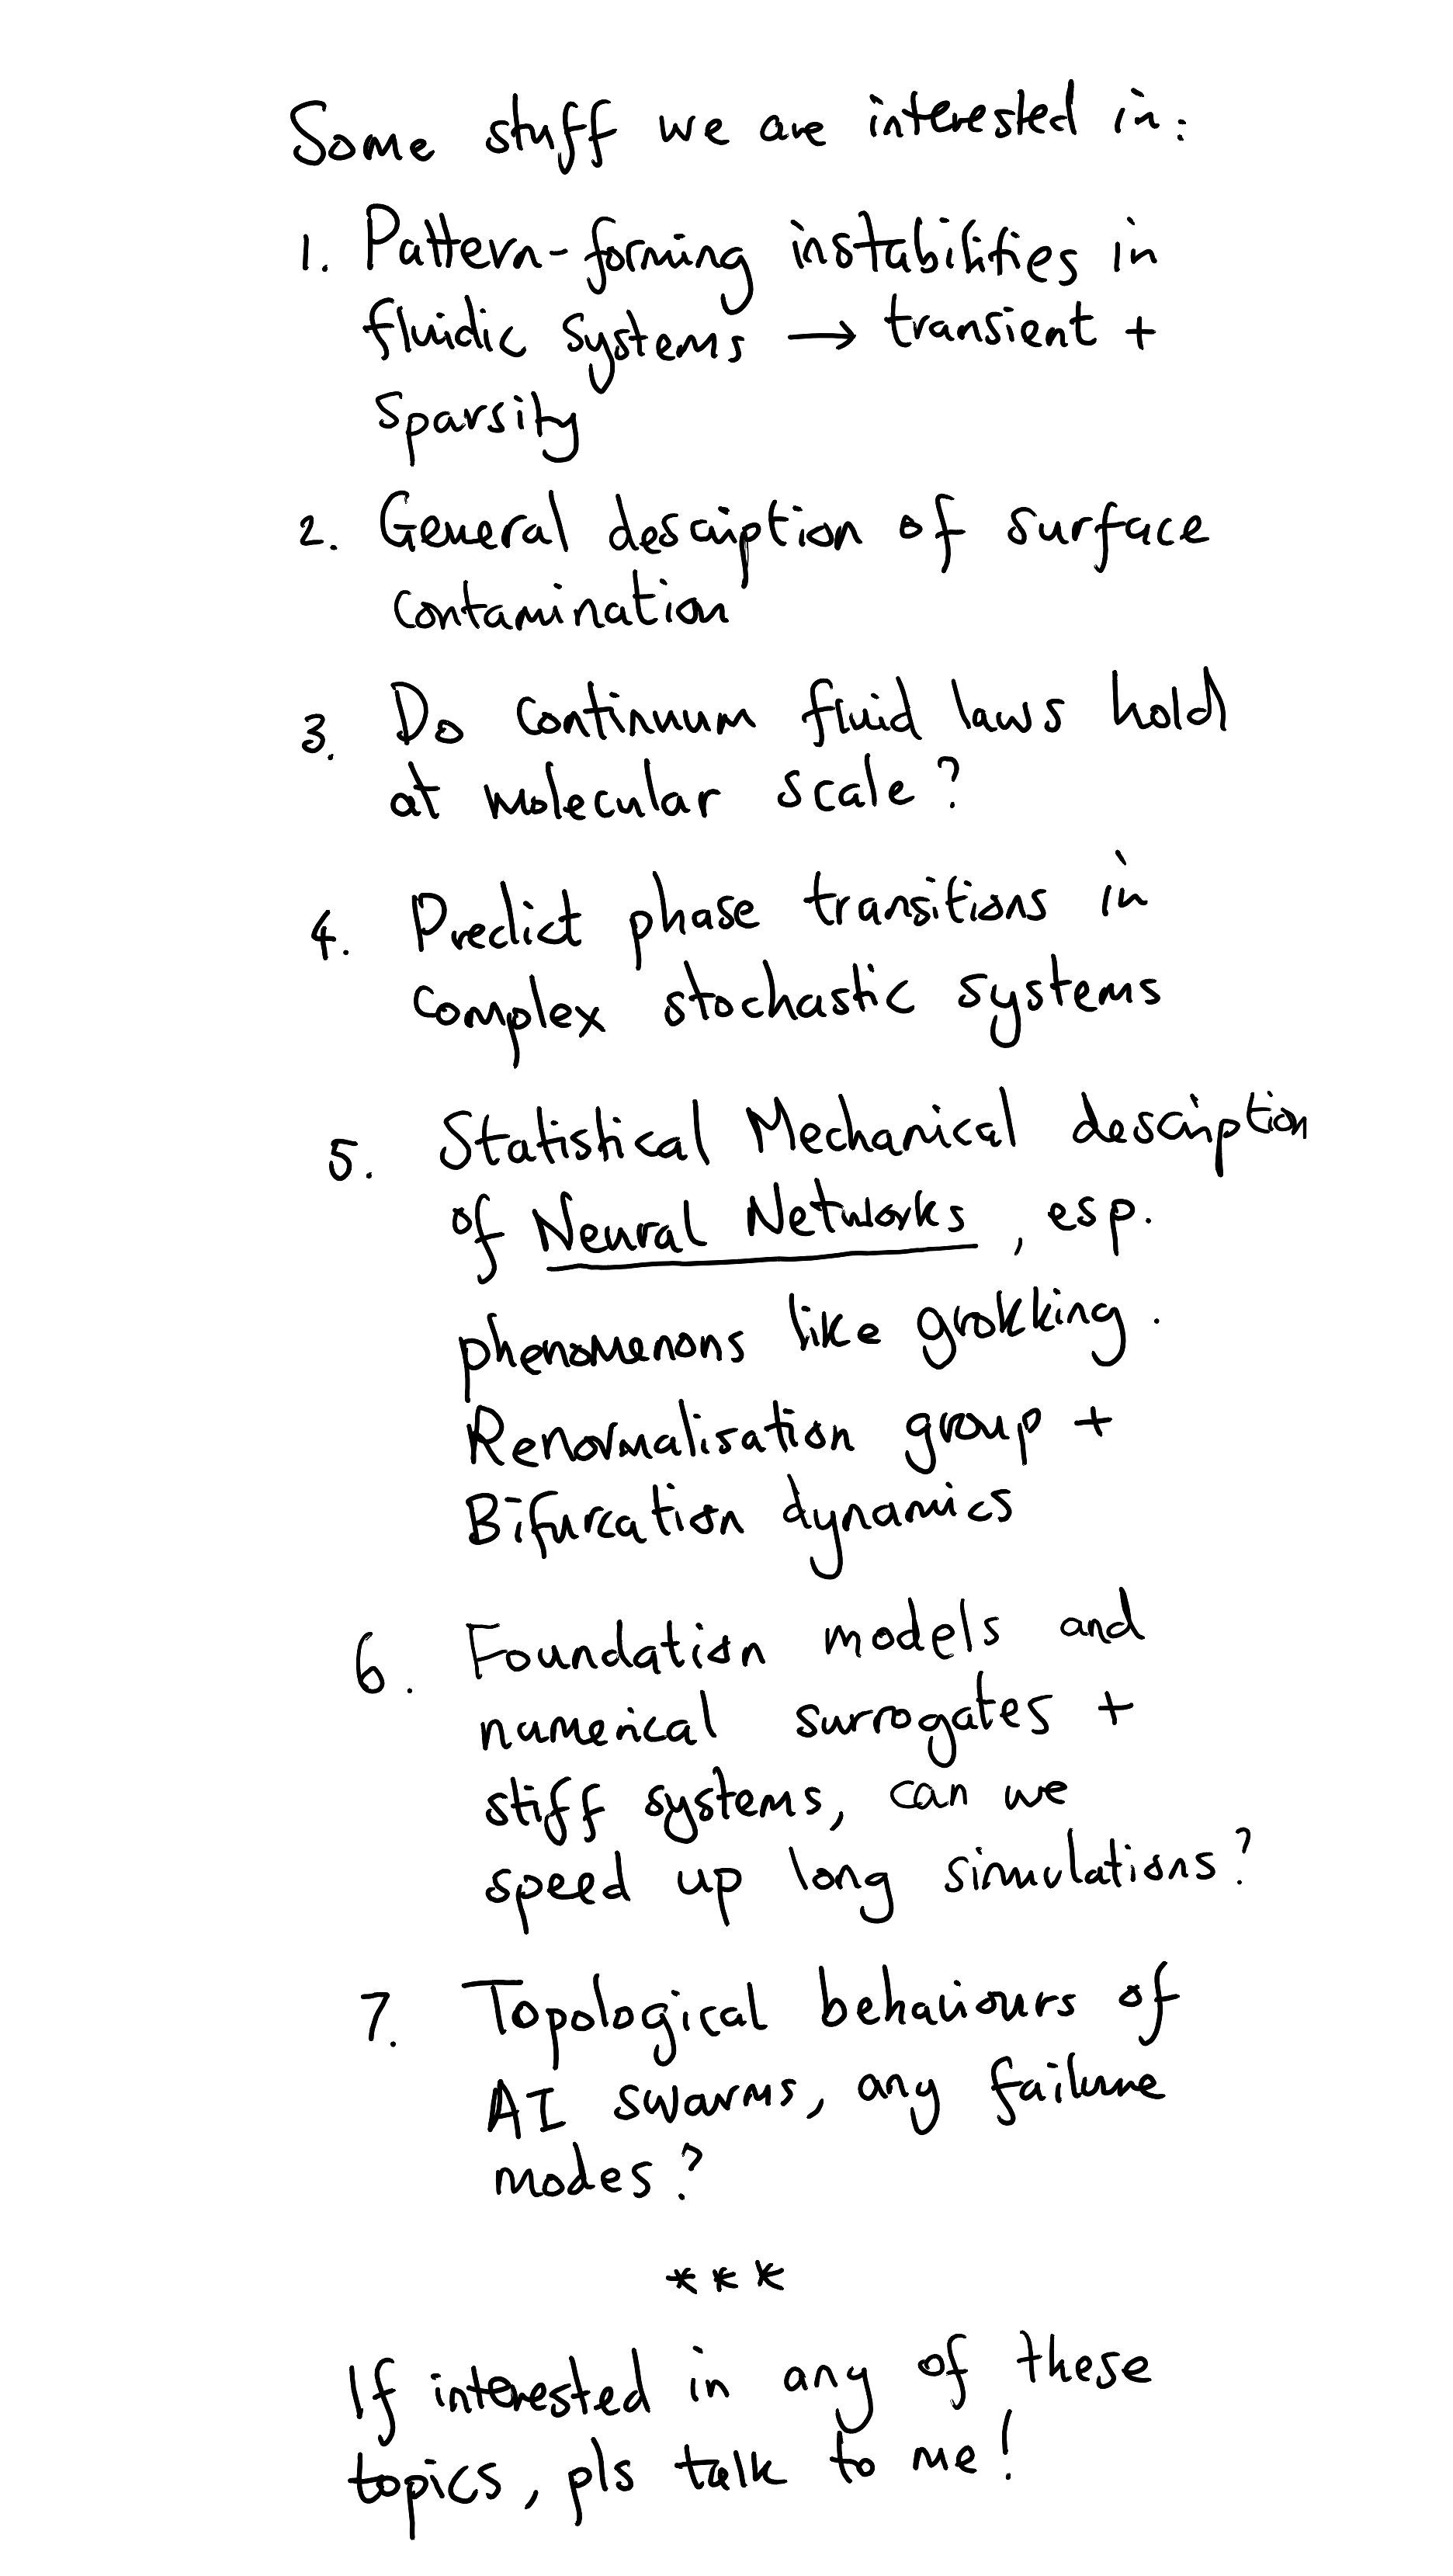 Some stuff we are interested in:
1. Pattern-forming instabilities in
fluidic systems → transient +
sparsity
2. General description of surface
contamination
3. Do continuum fluid laws hold
at molecular scale?
4. Predict phase transitions in
complex stochastic systems
5. Statistical Mechanical description
of Neural Networks, esp.
phenomenons like grokking.
Renormalisation group +
Bifurcation dynamics
6. Foundation models and
numerical surrogates +
stiff systems, can we
speed up long simulations?
7. Topological behaviours of
AI swarms, any failure
modes?
***
If interested in any of these
topics, pls talk to me!